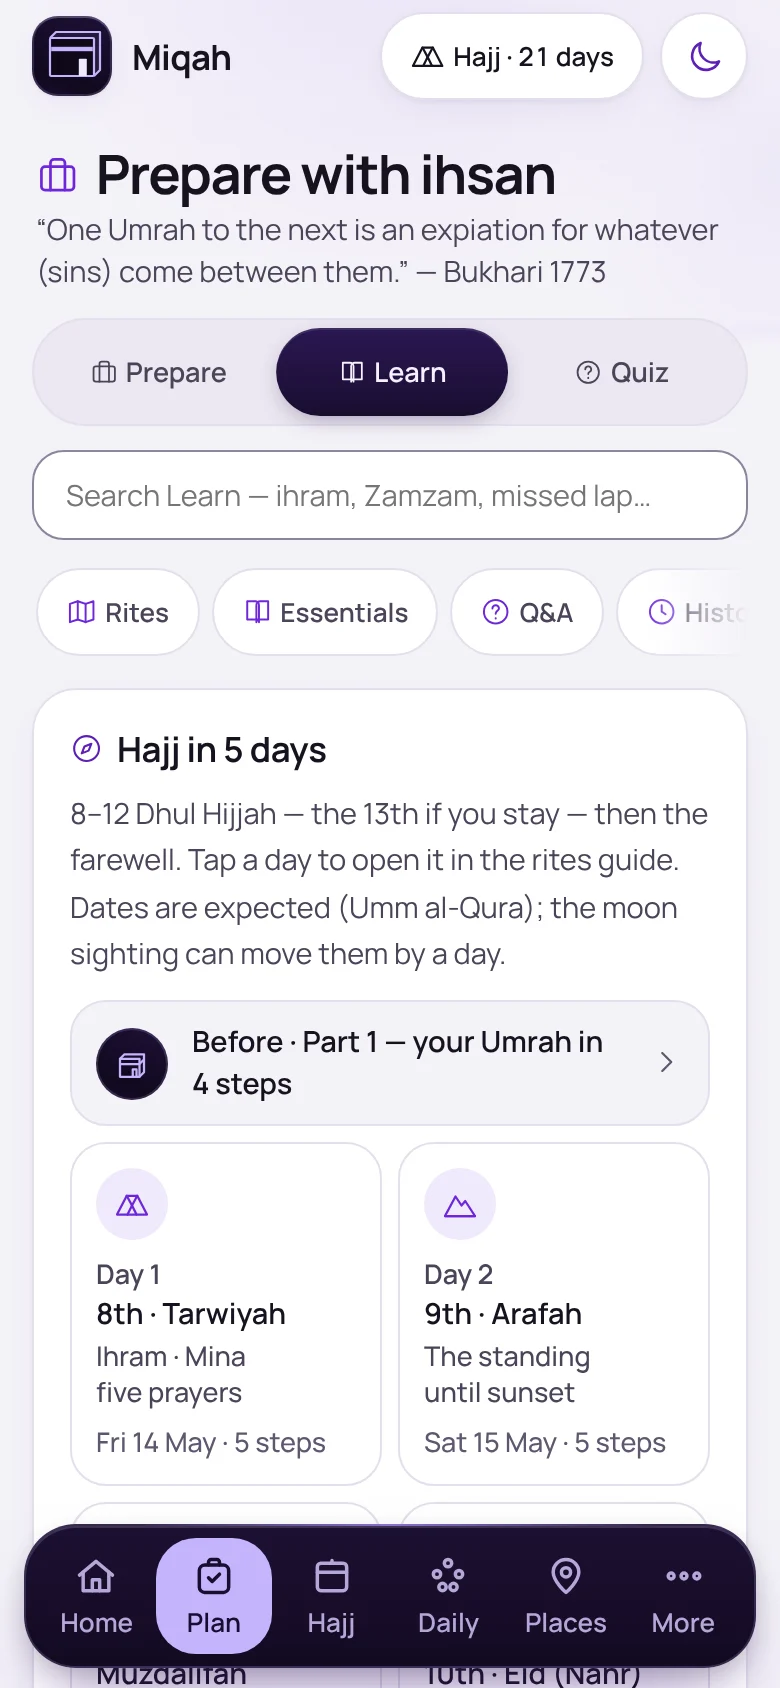 Miqah
Hajj · 21 days
Prepare with ihsan
“One Umrah to the next is an expiation for whatever
(sins) come between them.” — Bukhari 1773
Prepare
Learn
Quiz
Search Learn — ihram, Zamzam, missed lap…
Rites
Essentials
Q&A
Histo
Hajj in 5 days
8–12 Dhul Hijjah — the 13th if you stay — then the
farewell. Tap a day to open it in the rites guide.
Dates are expected (Umm al-Qura); the moon
sighting can move them by a day.
Before · Part 1 — your Umrah in
4 steps
Day 1
8th · Tarwiyah
Ihram · Mina
five prayers
Fri 14 May · 5 steps
Day 2
9th · Arafah
The standing
until sunset
Sat 15 May · 5 steps
Home
Plan
Hajj
Daily
Places
More
Muzdalifah
10th · Eid (Nahr)